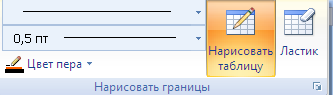 0,5 пт
Цвет пера
Нарисовать
таблицу
Ластик
Нарисовать границы